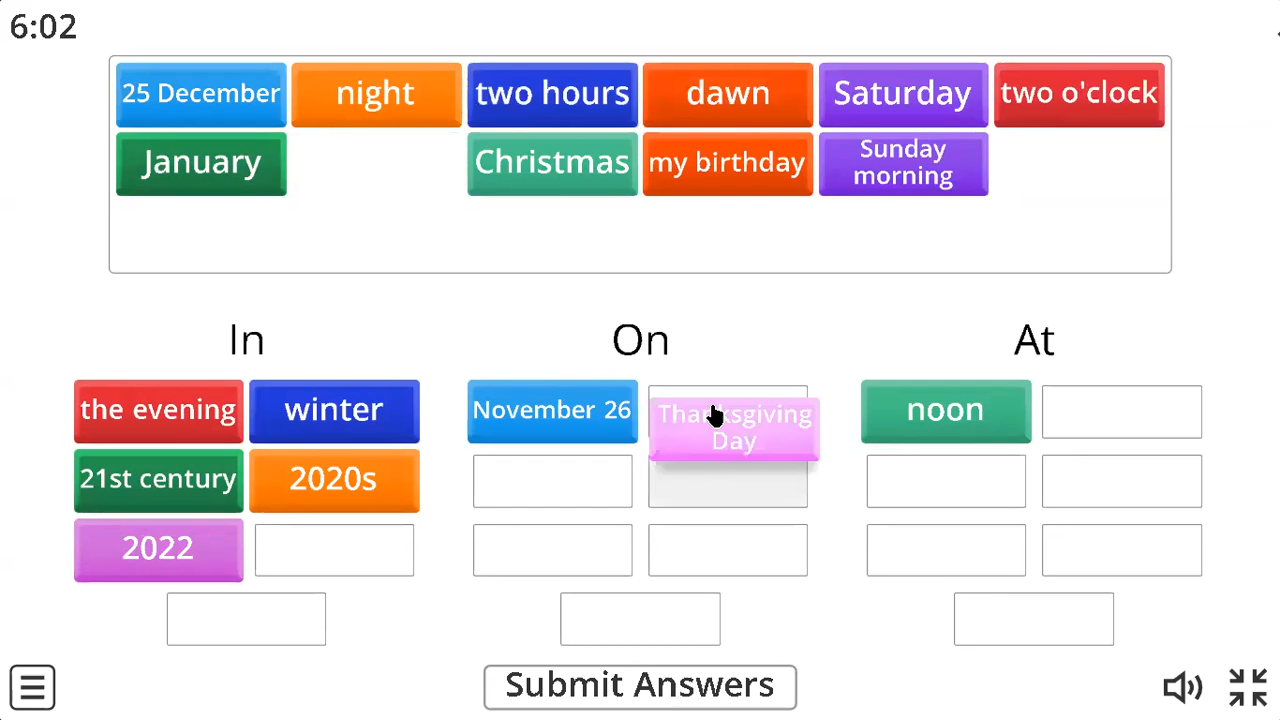 6:02
25 December
night
two hours
dawn
Saturday
two o'clock
January
Christmas
my birthday
Sunday
morning
In
On
At
the evening
winter
November 26
Thanksgiving
Day
noon
21st century
2020s
2022
Submit Answers